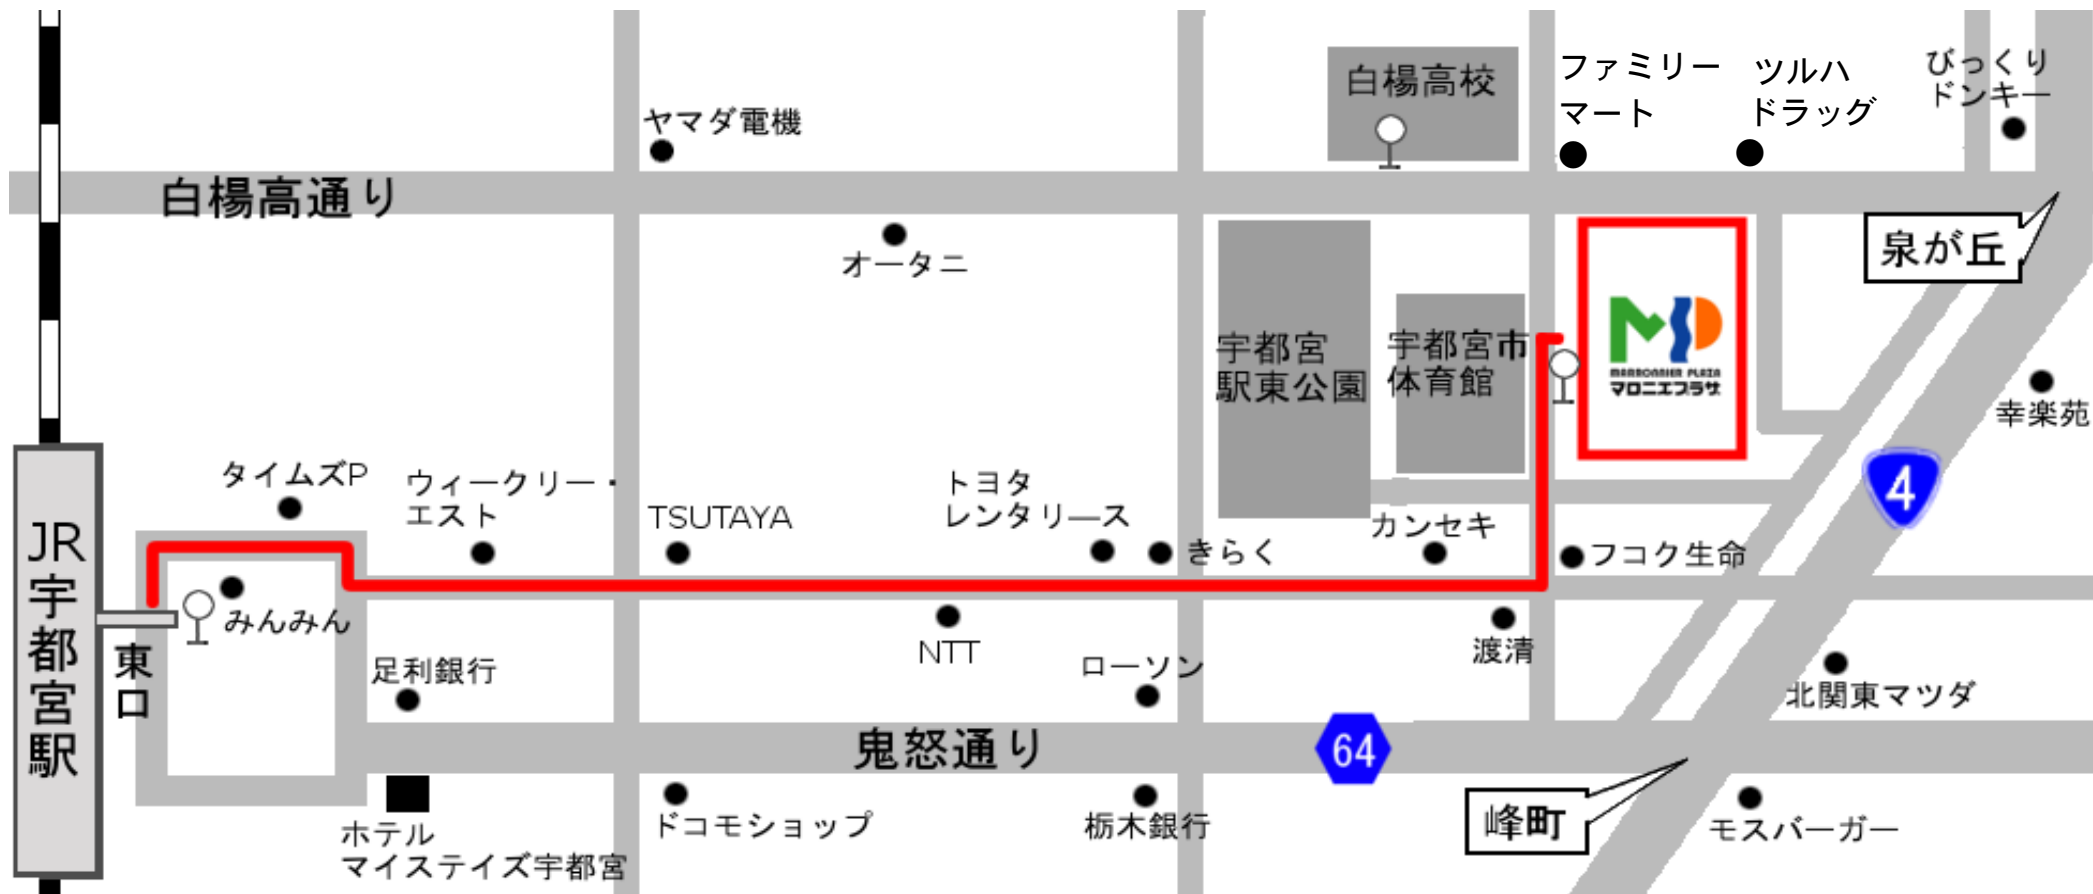 白楊高校
ファミリー
マート
ツルハ
ドラッグ
びっくり
ドンキー
ヤマダ電機
白楊高通り
オータニ
泉が丘
宇都宮
駅東公園
宇都宮市
体育館
MARRONNIER PLAZA
マロニエプラザ
幸楽苑
タイムズP
ウィークリー・
エスト
TSUTAYA
トヨタ
レンタリース
きらく
カンセキ
フコク生命
4
JR宇都宮駅
東口
みんみん
足利銀行
NTT
ローソン
渡清
北関東マツダ
鬼怒通り
64
峰町
ホテル
マイステイズ宇都宮
ドコモショップ
栃木銀行
モスバーガー